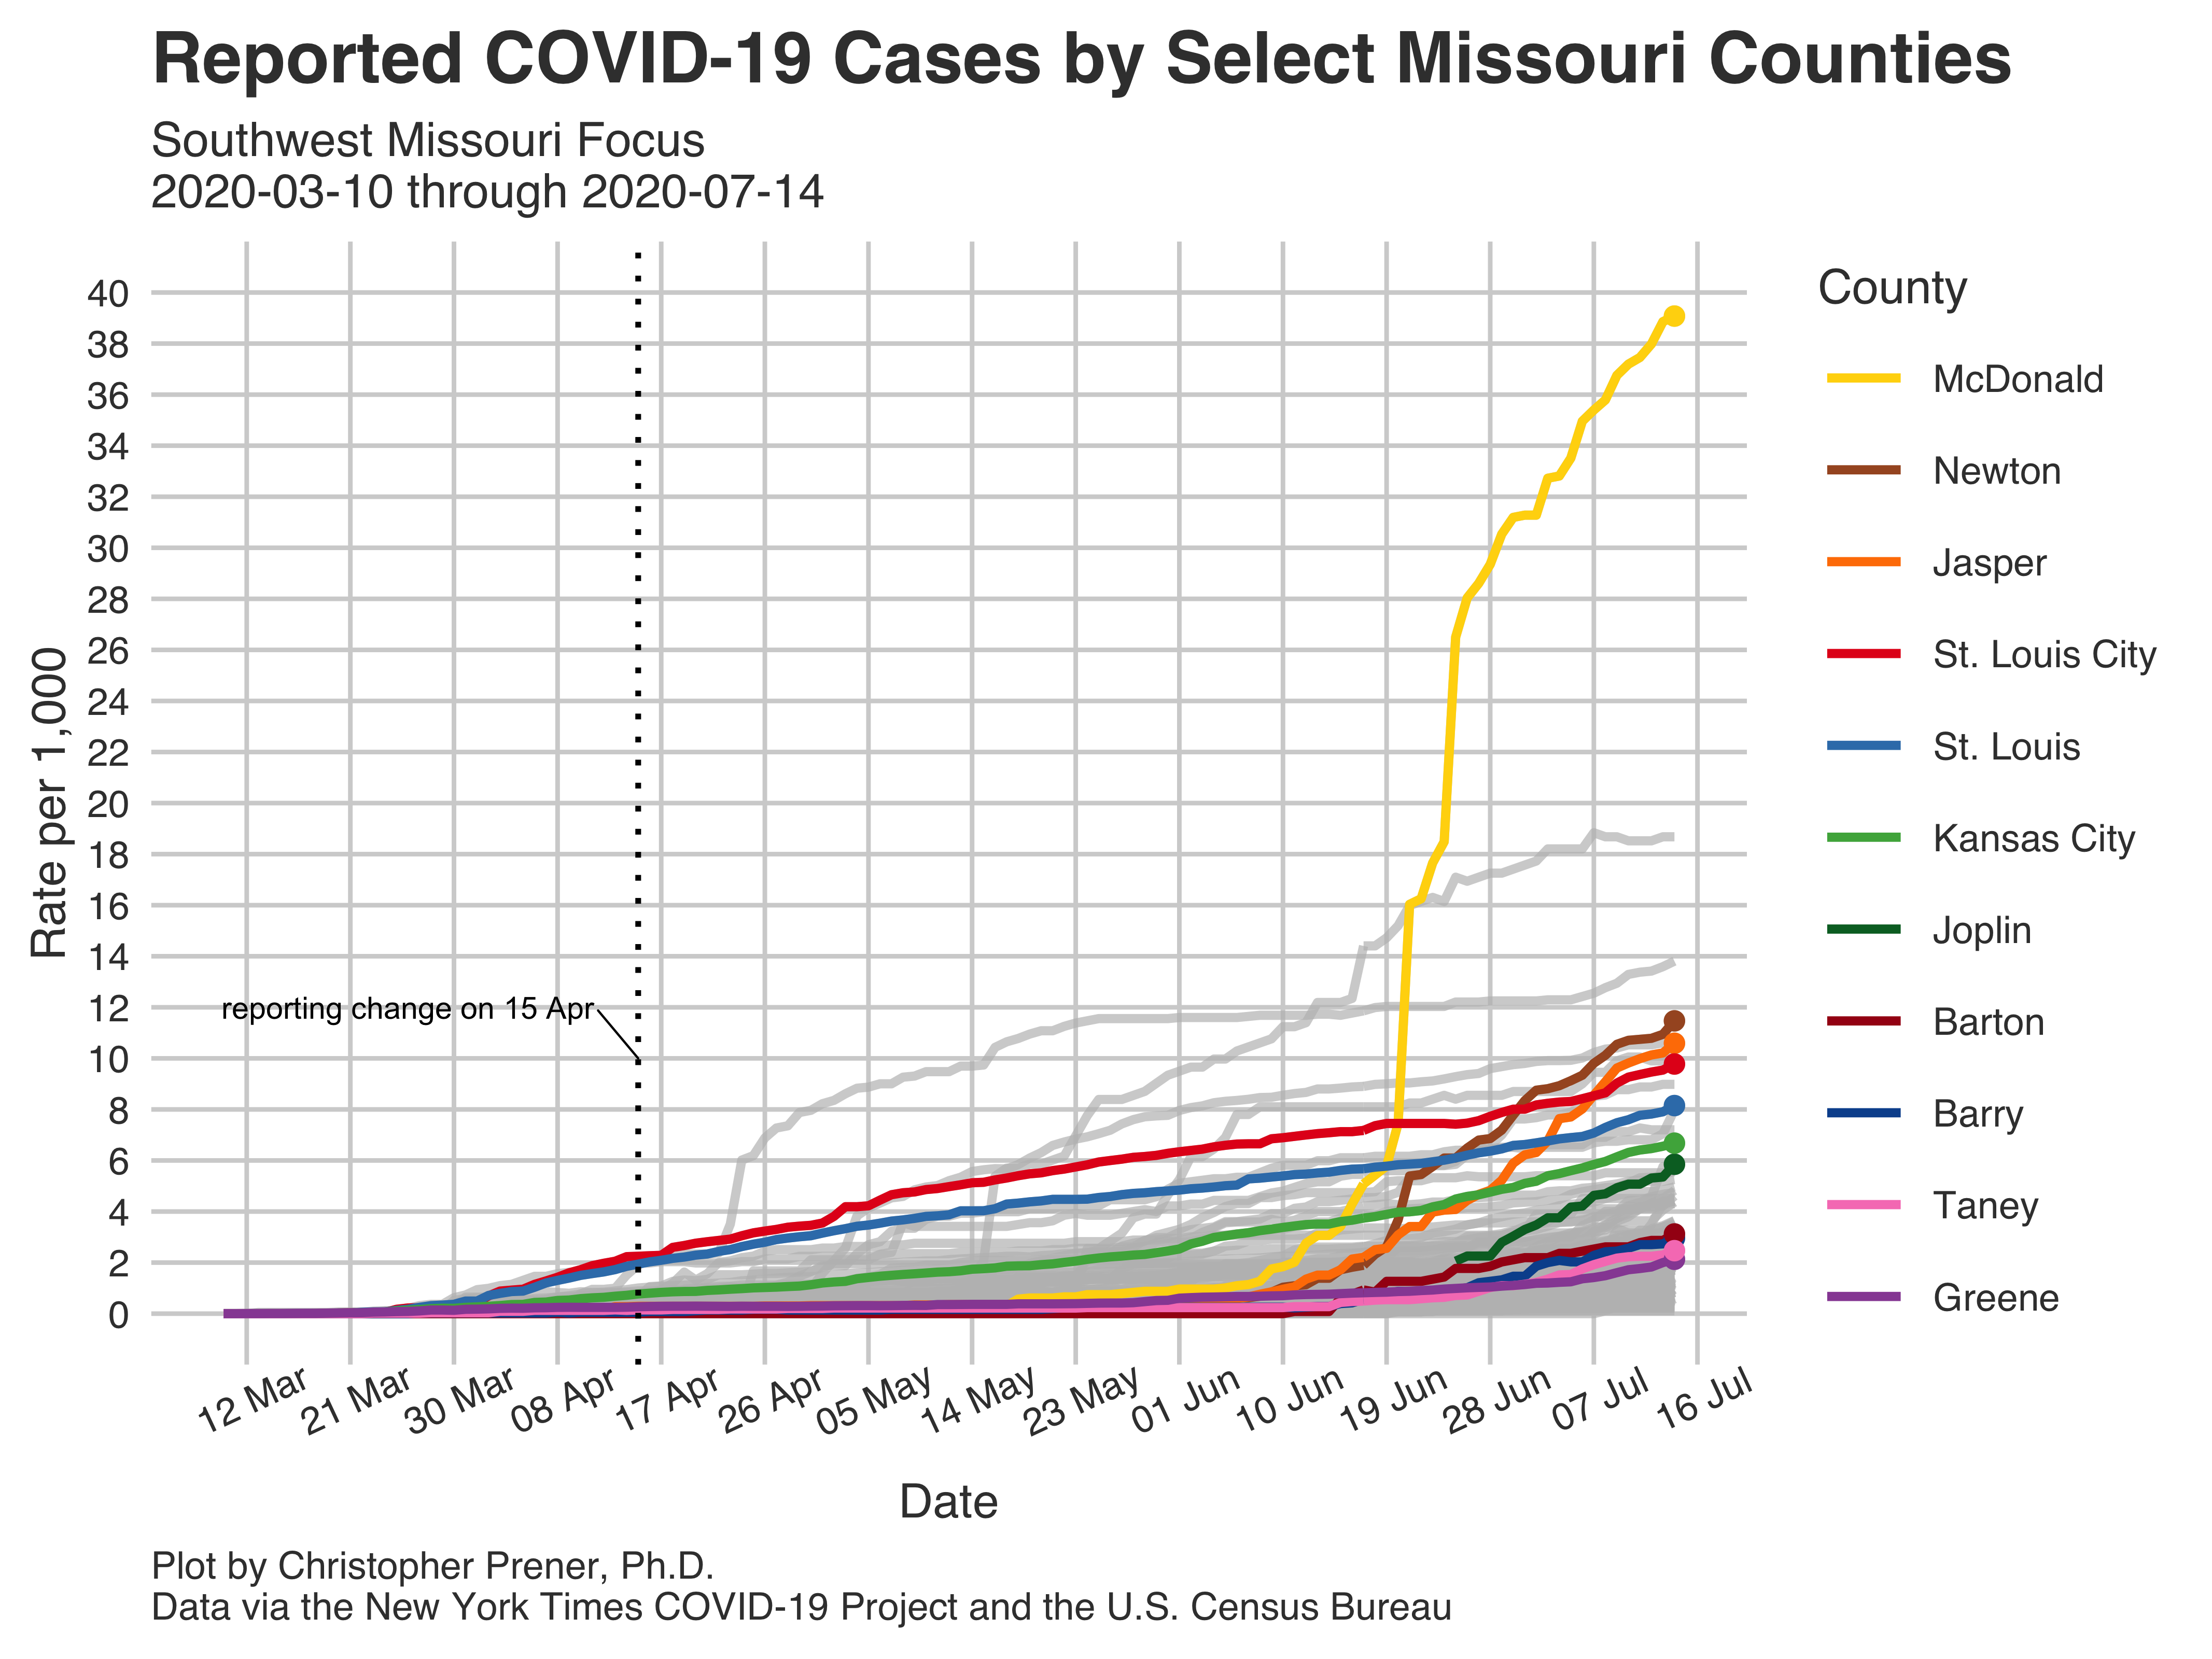 Reported COVID-19 Cases by Select Missouri Counties
Southwest Missouri Focus
2020-03-10 through 2020-07-14
Rate per 1,000
40
38
36
34
32
30
28
26
24
22
20
18
16
14
12
10
8
6
4
2
0
reporting change on 15 Apr
12 Mar
21 Mar
30 Mar
08 Apr
17 Apr
26 Apr
05 May
14 May
23 May
01 Jun
10 Jun
19 Jun
28 Jun
07 Jul
16 Jul
Date
County
McDonald
Newton
Jasper
St. Louis City
St. Louis
Kansas City
Joplin
Barton
Barry
Taney
Greene
Plot by Christopher Prener, Ph.D.
Data via the New York Times COVID-19 Project and the U.S. Census Bureau